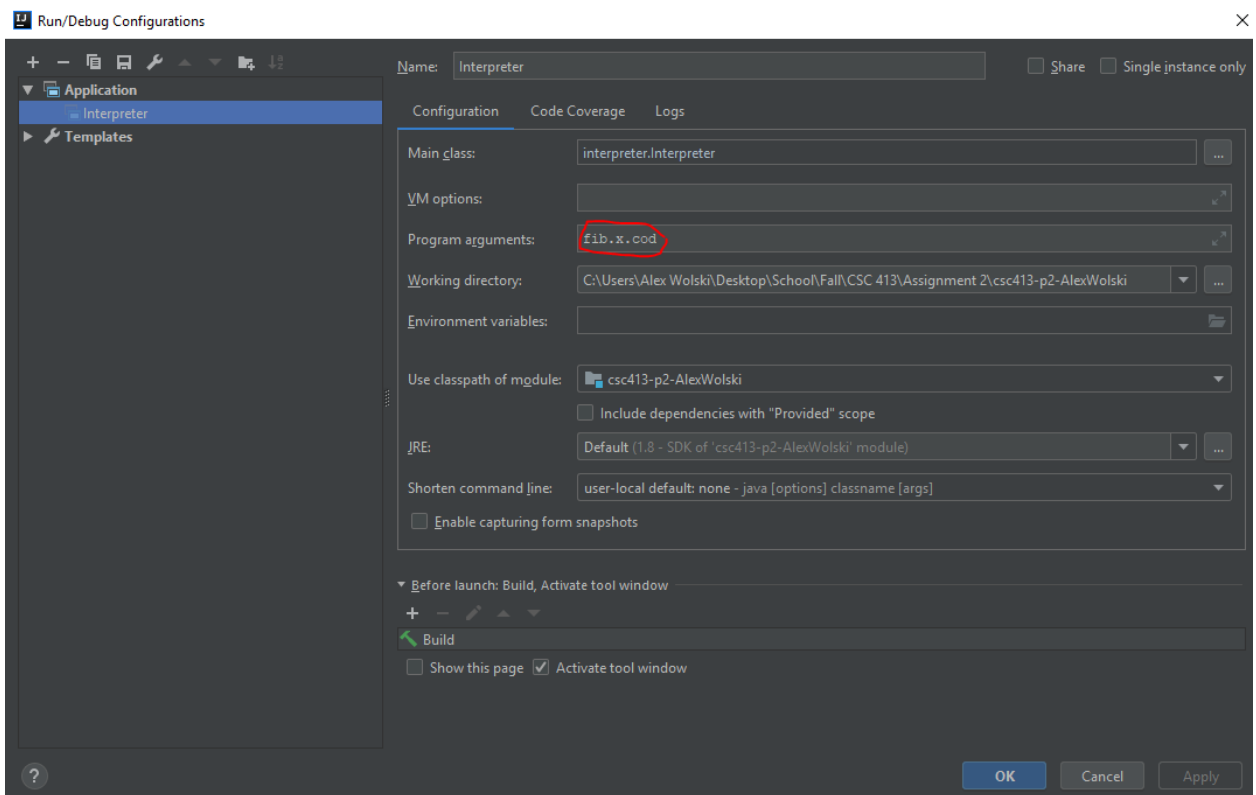 Run/Debug Configurations
Application
Interpreter
Templates
Name: Interpreter
Share
Single instance only
Configuration Code Coverage Logs
Main class: interpreter.Interpreter ...
VM options:
Program arguments: fib.x.cod
Working directory: C:\Users\Alex Wolski\Desktop\School\Fall\CSC 413\Assignment 2\csc413-p2-AlexWolski ...
Environment variables:
Use classpath of module: csc413-p2-AlexWolski
Include dependencies with "Provided" scope
JRE: Default (1.8 - SDK of 'csc413-p2-AlexWolski' module) ...
Shorten command line: user-local default: none - java [options] classname [args]
Enable capturing form snapshots
Before launch: Build, Activate tool window
Build
Show this page Activate tool window
?
OK Cancel Apply